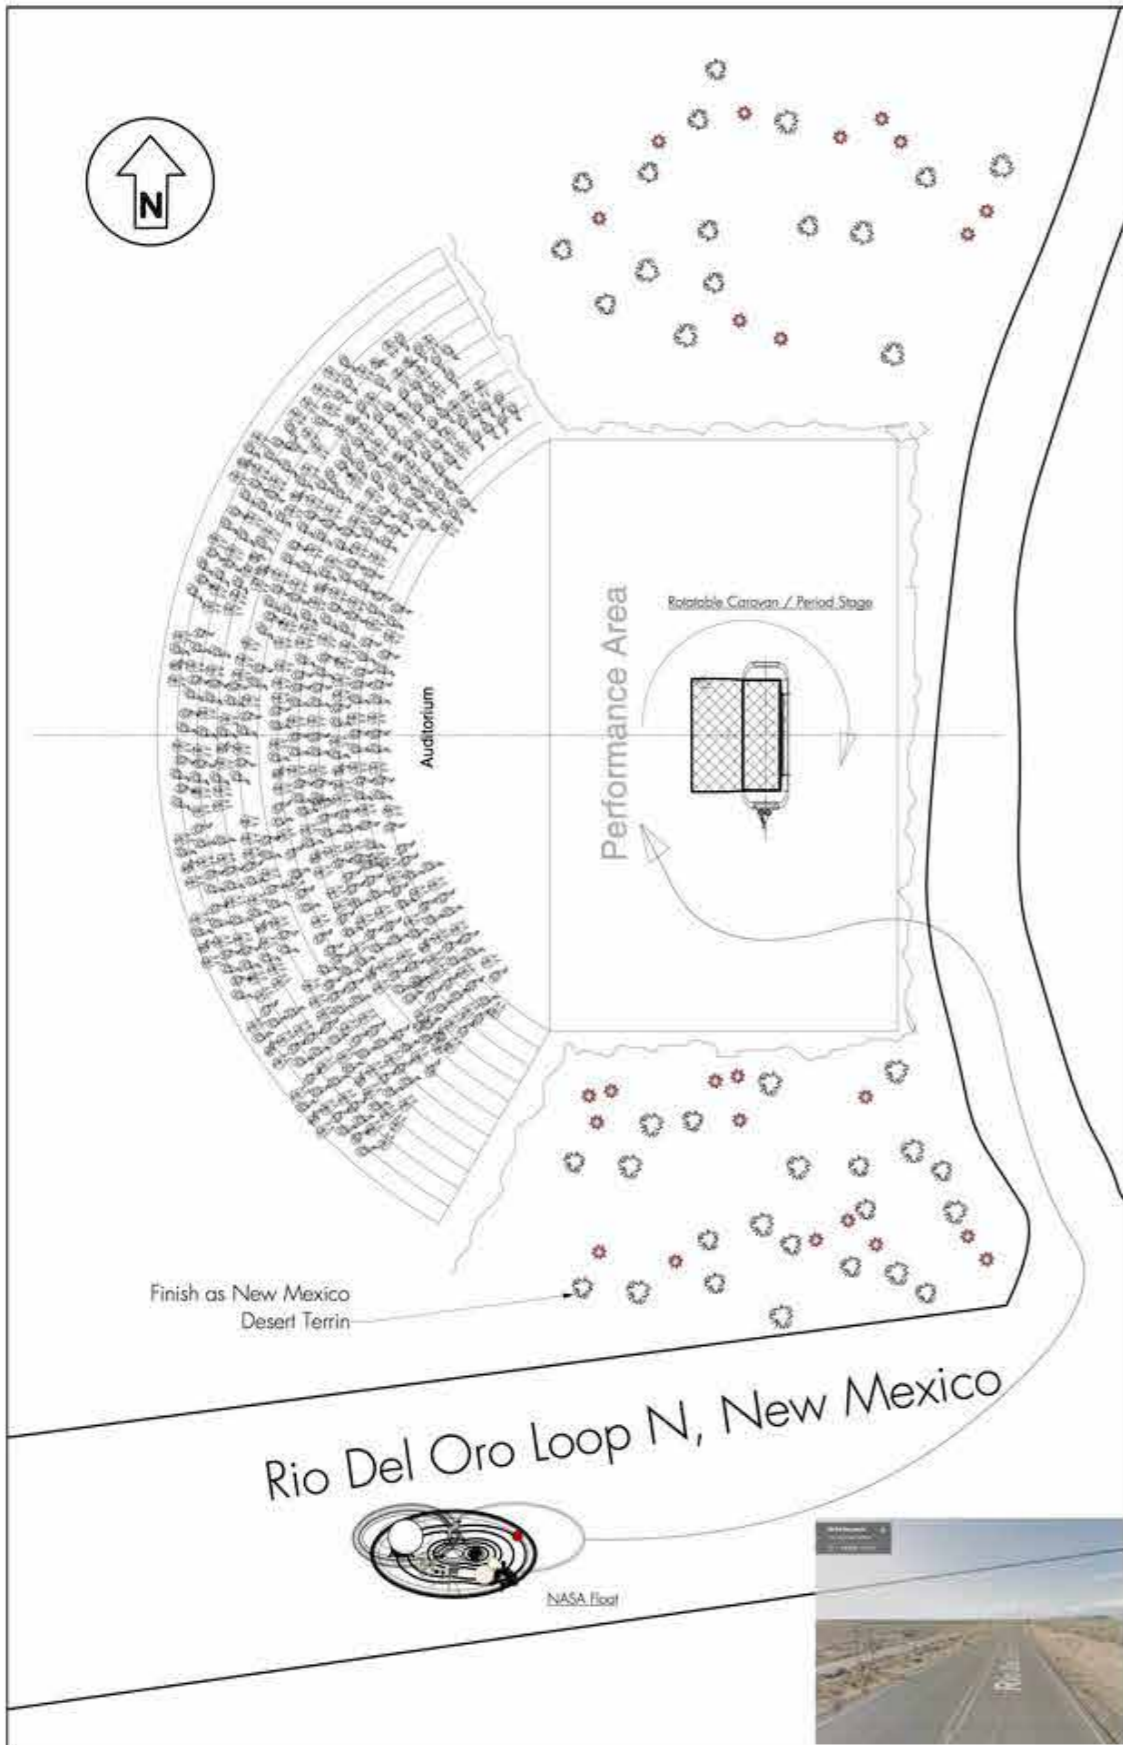 N
Rotatable Caravan / Period Stage
Performance Area
Auditorium
Finish as New Mexico
Desert Terrin
Rio Del Oro Loop N, New Mexico
NASA Float